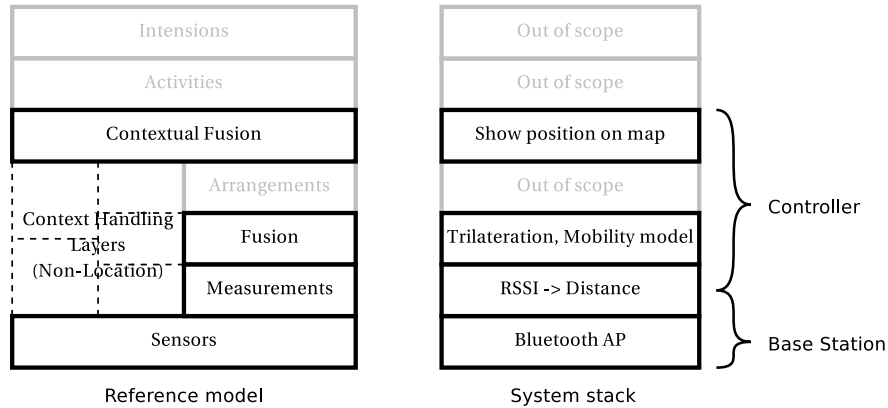 Intensions
Activities
Contextual Fusion
Arrangements
Context Handling
Layers
(Non-Location)
Fusion
Measurements
Sensors
Reference model
Out of scope
Out of scope
Show position on map
Out of scope
Trilateration, Mobility model
RSSI -> Distance
Bluetooth AP
System stack
Controller
Base Station